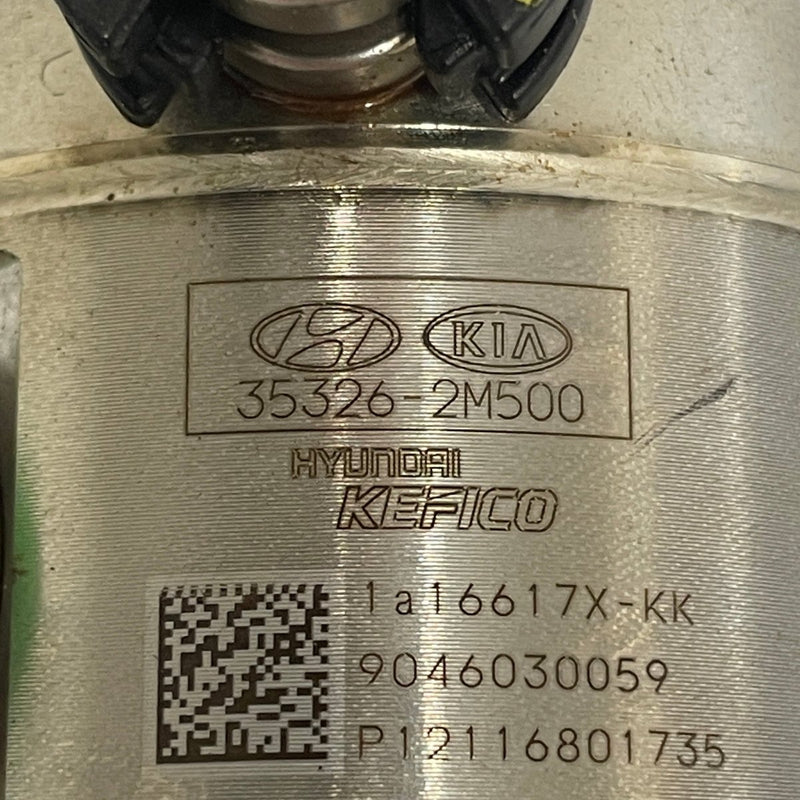 KIA
35326-2M500
HYUNDAI
KEFICO
1a16617X-KK
9046030059
P12116801735